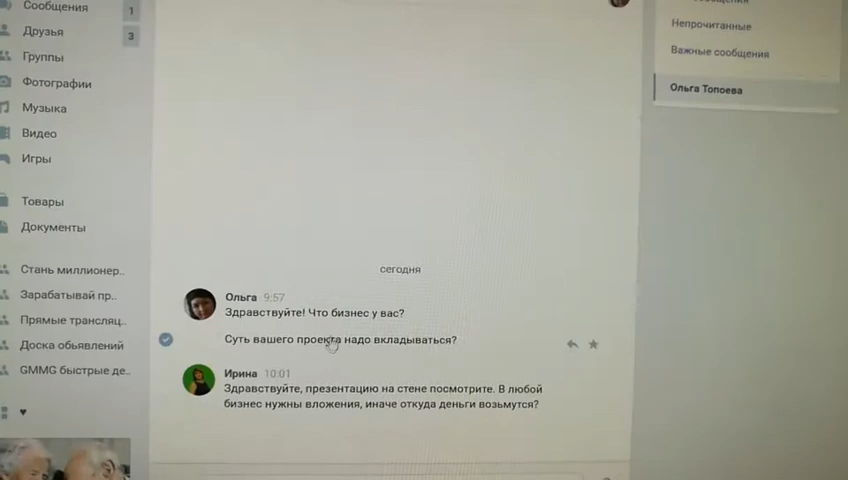 Сообщения 1
Друзья 3
Группы
Фотографии
Музыка
Видео
Игры
Товары
Документы
Стань миллионер..
Зарабатывай пр..
Прямые трансляц..
Доска обьявлений
GMMG быстрые де..
сегодня
Ольга 9:57
Здравствуйте! Что бизнес у вас?
Суть вашего проекта надо вкладываться?
Ирина 10:01
Здравствуйте, презентацию на стене посмотрите. В любой
бизнес нужны вложения, иначе откуда деньги возьмутся?
Непрочитанные
Важные сообщения
Ольга Топоева